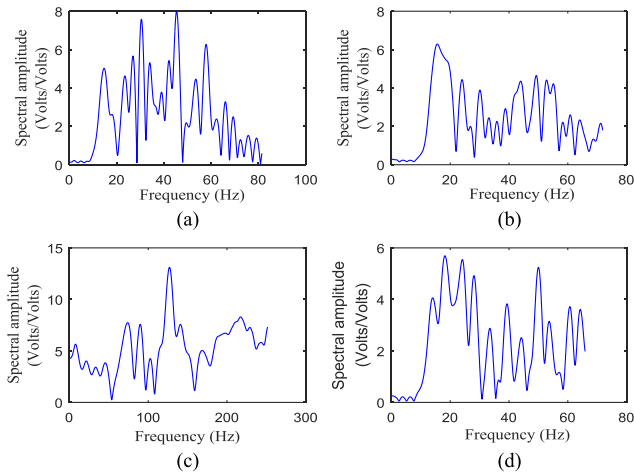 8
6
4
2
0
0 20 40 60 80 100
Spectral amplitude
(Volts/Volts)
Frequency (Hz)
(a)
8
6
4
2
0
0 20 40 60 80
Spectral amplitude
(Volts/Volts)
Frequency (Hz)
(b)
15
10
5
0
0 100 200 300
Spectral amplitude
(Volts/Volts)
Frequency (Hz)
(c)
6
4
2
0
0 20 40 60 80
Spectral amplitude
(Volts/Volts)
Frequency (Hz)
(d)